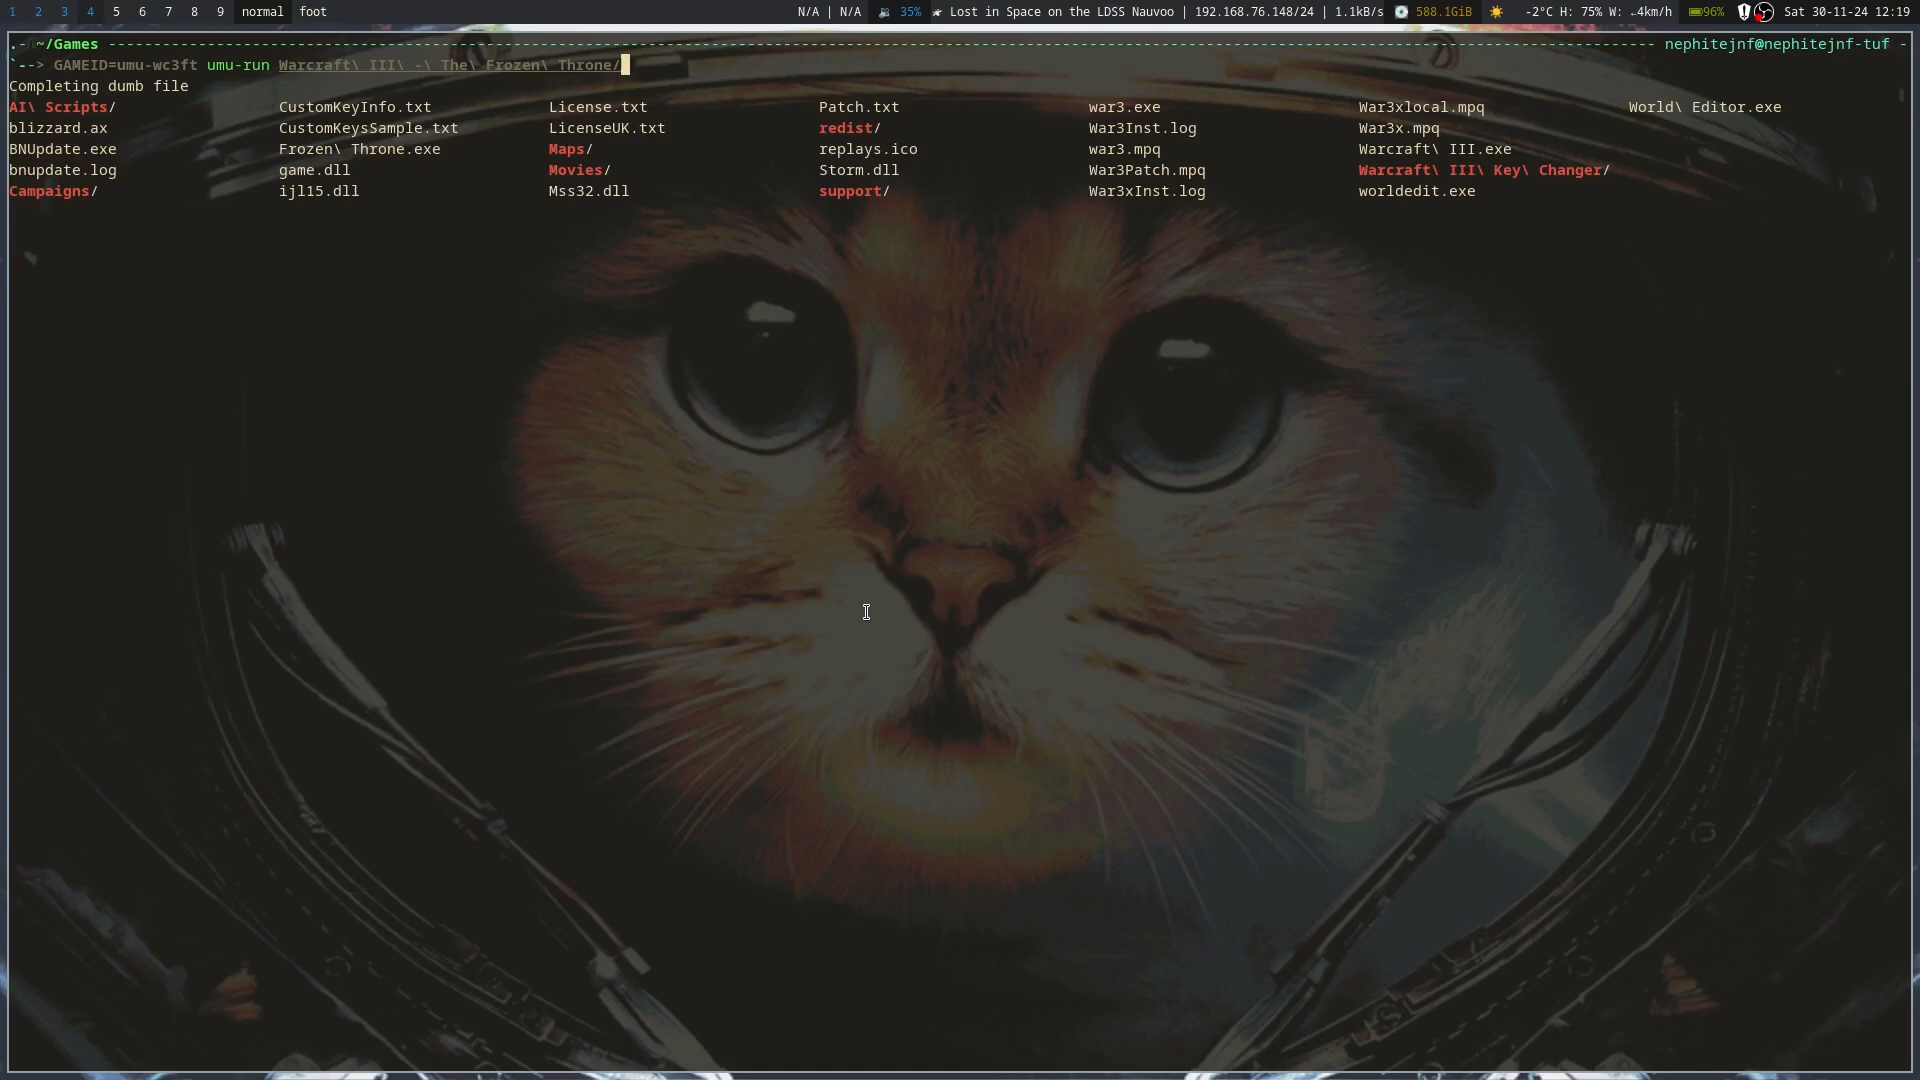 1 2 3 4 5 6 7 8 9 normal foot N/A | N/A 35% Lost in Space on the LDSS Nauvoo | 192.168.76.148/24 | 1.1kB/s 588.1GiB -2°C H: 75% W: ←4km/h 96% Sat 30-11-24 12:19
.- ~/Games ---------------------------------------------------------------- nephitejnf@nephitejnf-tuf -
`--> GAMEID=umu-wc3ft umu-run Warcraft\ III\ -\ The\ Frozen\ Throne/
Completing dumb file
AI\ Scripts/ CustomKeyInfo.txt License.txt Patch.txt war3.exe War3xlocal.mpq World\ Editor.exe
blizzard.ax CustomKeysSample.txt LicenseUK.txt redist/ War3Inst.log War3x.mpq
BNUpdate.exe Frozen\ Throne.exe Maps/ replays.ico war3.mpq Warcraft\ III.exe
bnupdate.log game.dll Movies/ Storm.dll War3Patch.mpq Warcraft\ III\ Key\ Changer/
Campaigns/ ijl15.dll Mss32.dll support/ War3xInst.log worldedit.exe